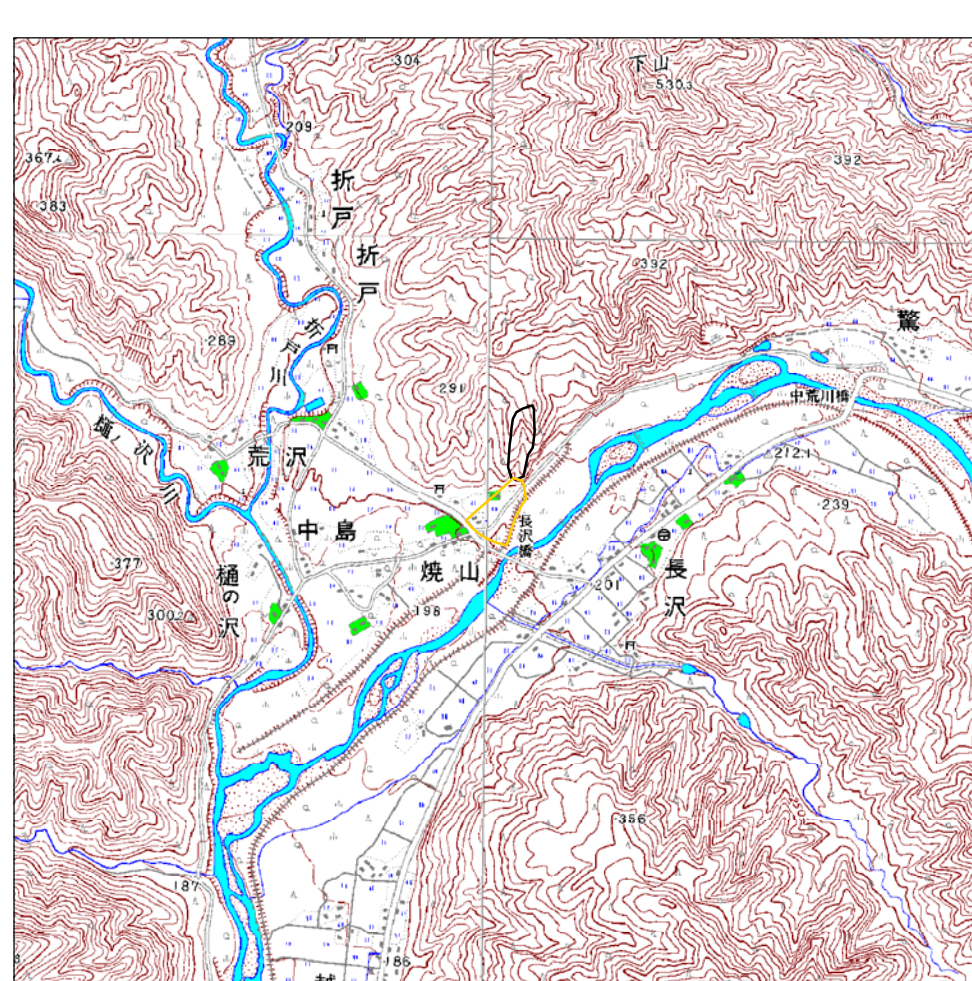 304
下山
530.3
209
367.4
392
383
折戸
折戸
392
驚
折戸川
289
291
中荒川橋
樋ノ沢川
荒沢
212.1
239
長沢橋
中島
377
樋の沢
焼山
長沢
201
300.2
198
356
187
186